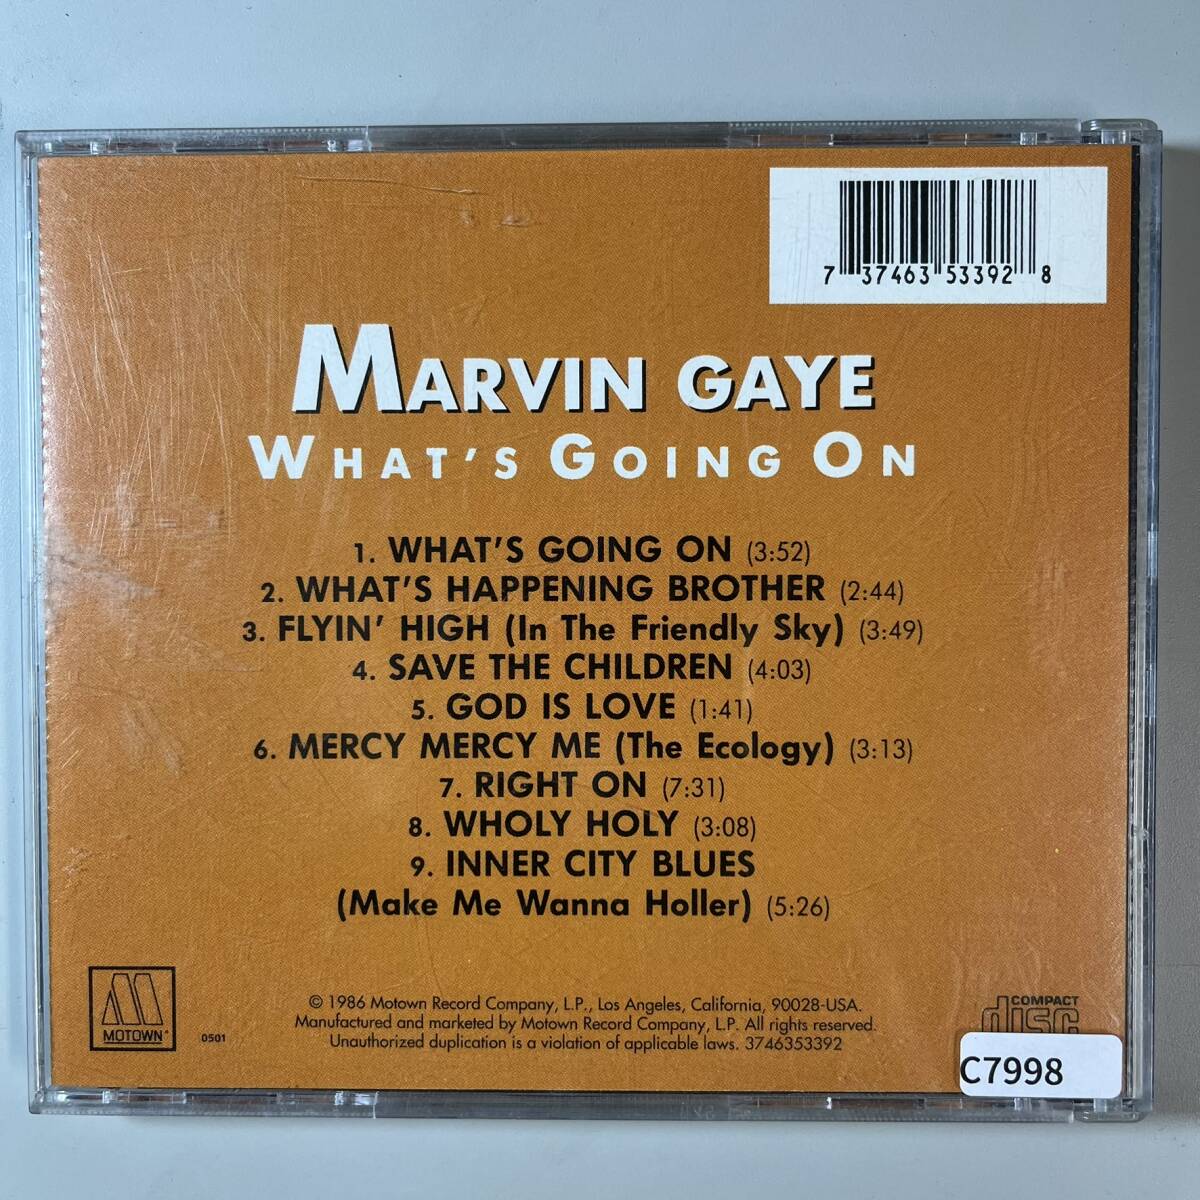 7 37463 53392 8
MARVIN GAYE
WHAT'S GOING ON
1. WHAT'S GOING ON (3:52)
2. WHAT'S HAPPENING BROTHER (2:44)
3. FLYIN' HIGH (In The Friendly Sky) (3:49)
4. SAVE THE CHILDREN (4:03)
5. GOD IS LOVE (1:41)
6. MERCY MERCY ME (The Ecology) (3:13)
7. RIGHT ON (7:31)
8. WHOLY HOLY (3:08)
9. INNER CITY BLUES
(Make Me Wanna Holler) (5:26)
© 1986 Motown Record Company, L.P., Los Angeles, California, 90028-USA.
Manufactured and marketed by Motown Record Company, L.P. All rights reserved.
Unauthorized duplication is a violation of applicable laws. 3746353392
MOTOWN
0501
COMPACT
disc
C7998